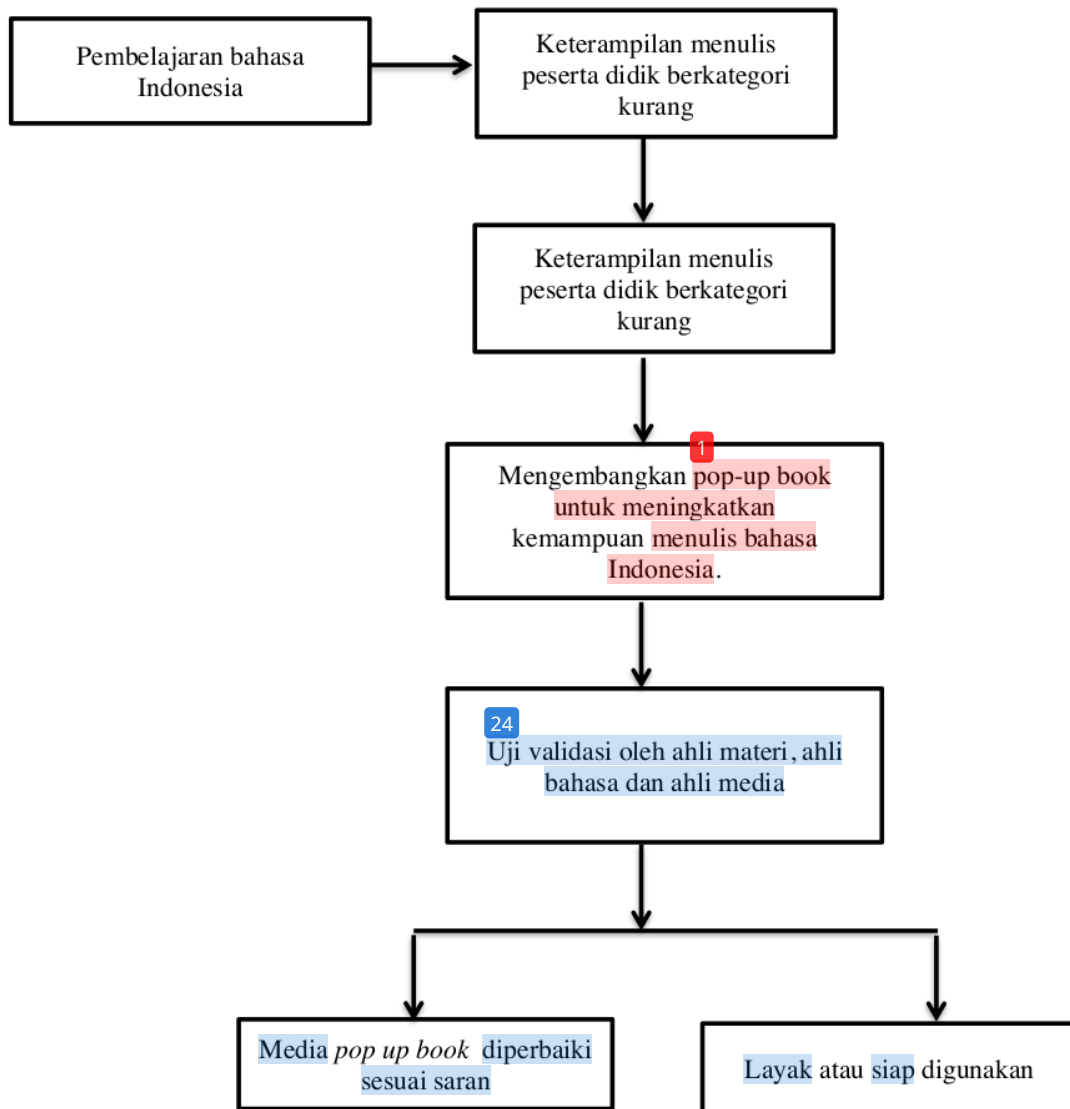 Pembelajaran bahasa
Indonesia
Keterampilan menulis
peserta didik berkategori
kurang
Keterampilan menulis
peserta didik berkategori
kurang
1
Mengembangkan pop-up book
untuk meningkatkan
kemampuan menulis bahasa
Indonesia.
24
Uji validasi oleh ahli materi, ahli
bahasa dan ahli media
Media pop up book diperbaiki
sesuai saran
Layak atau siap digunakan